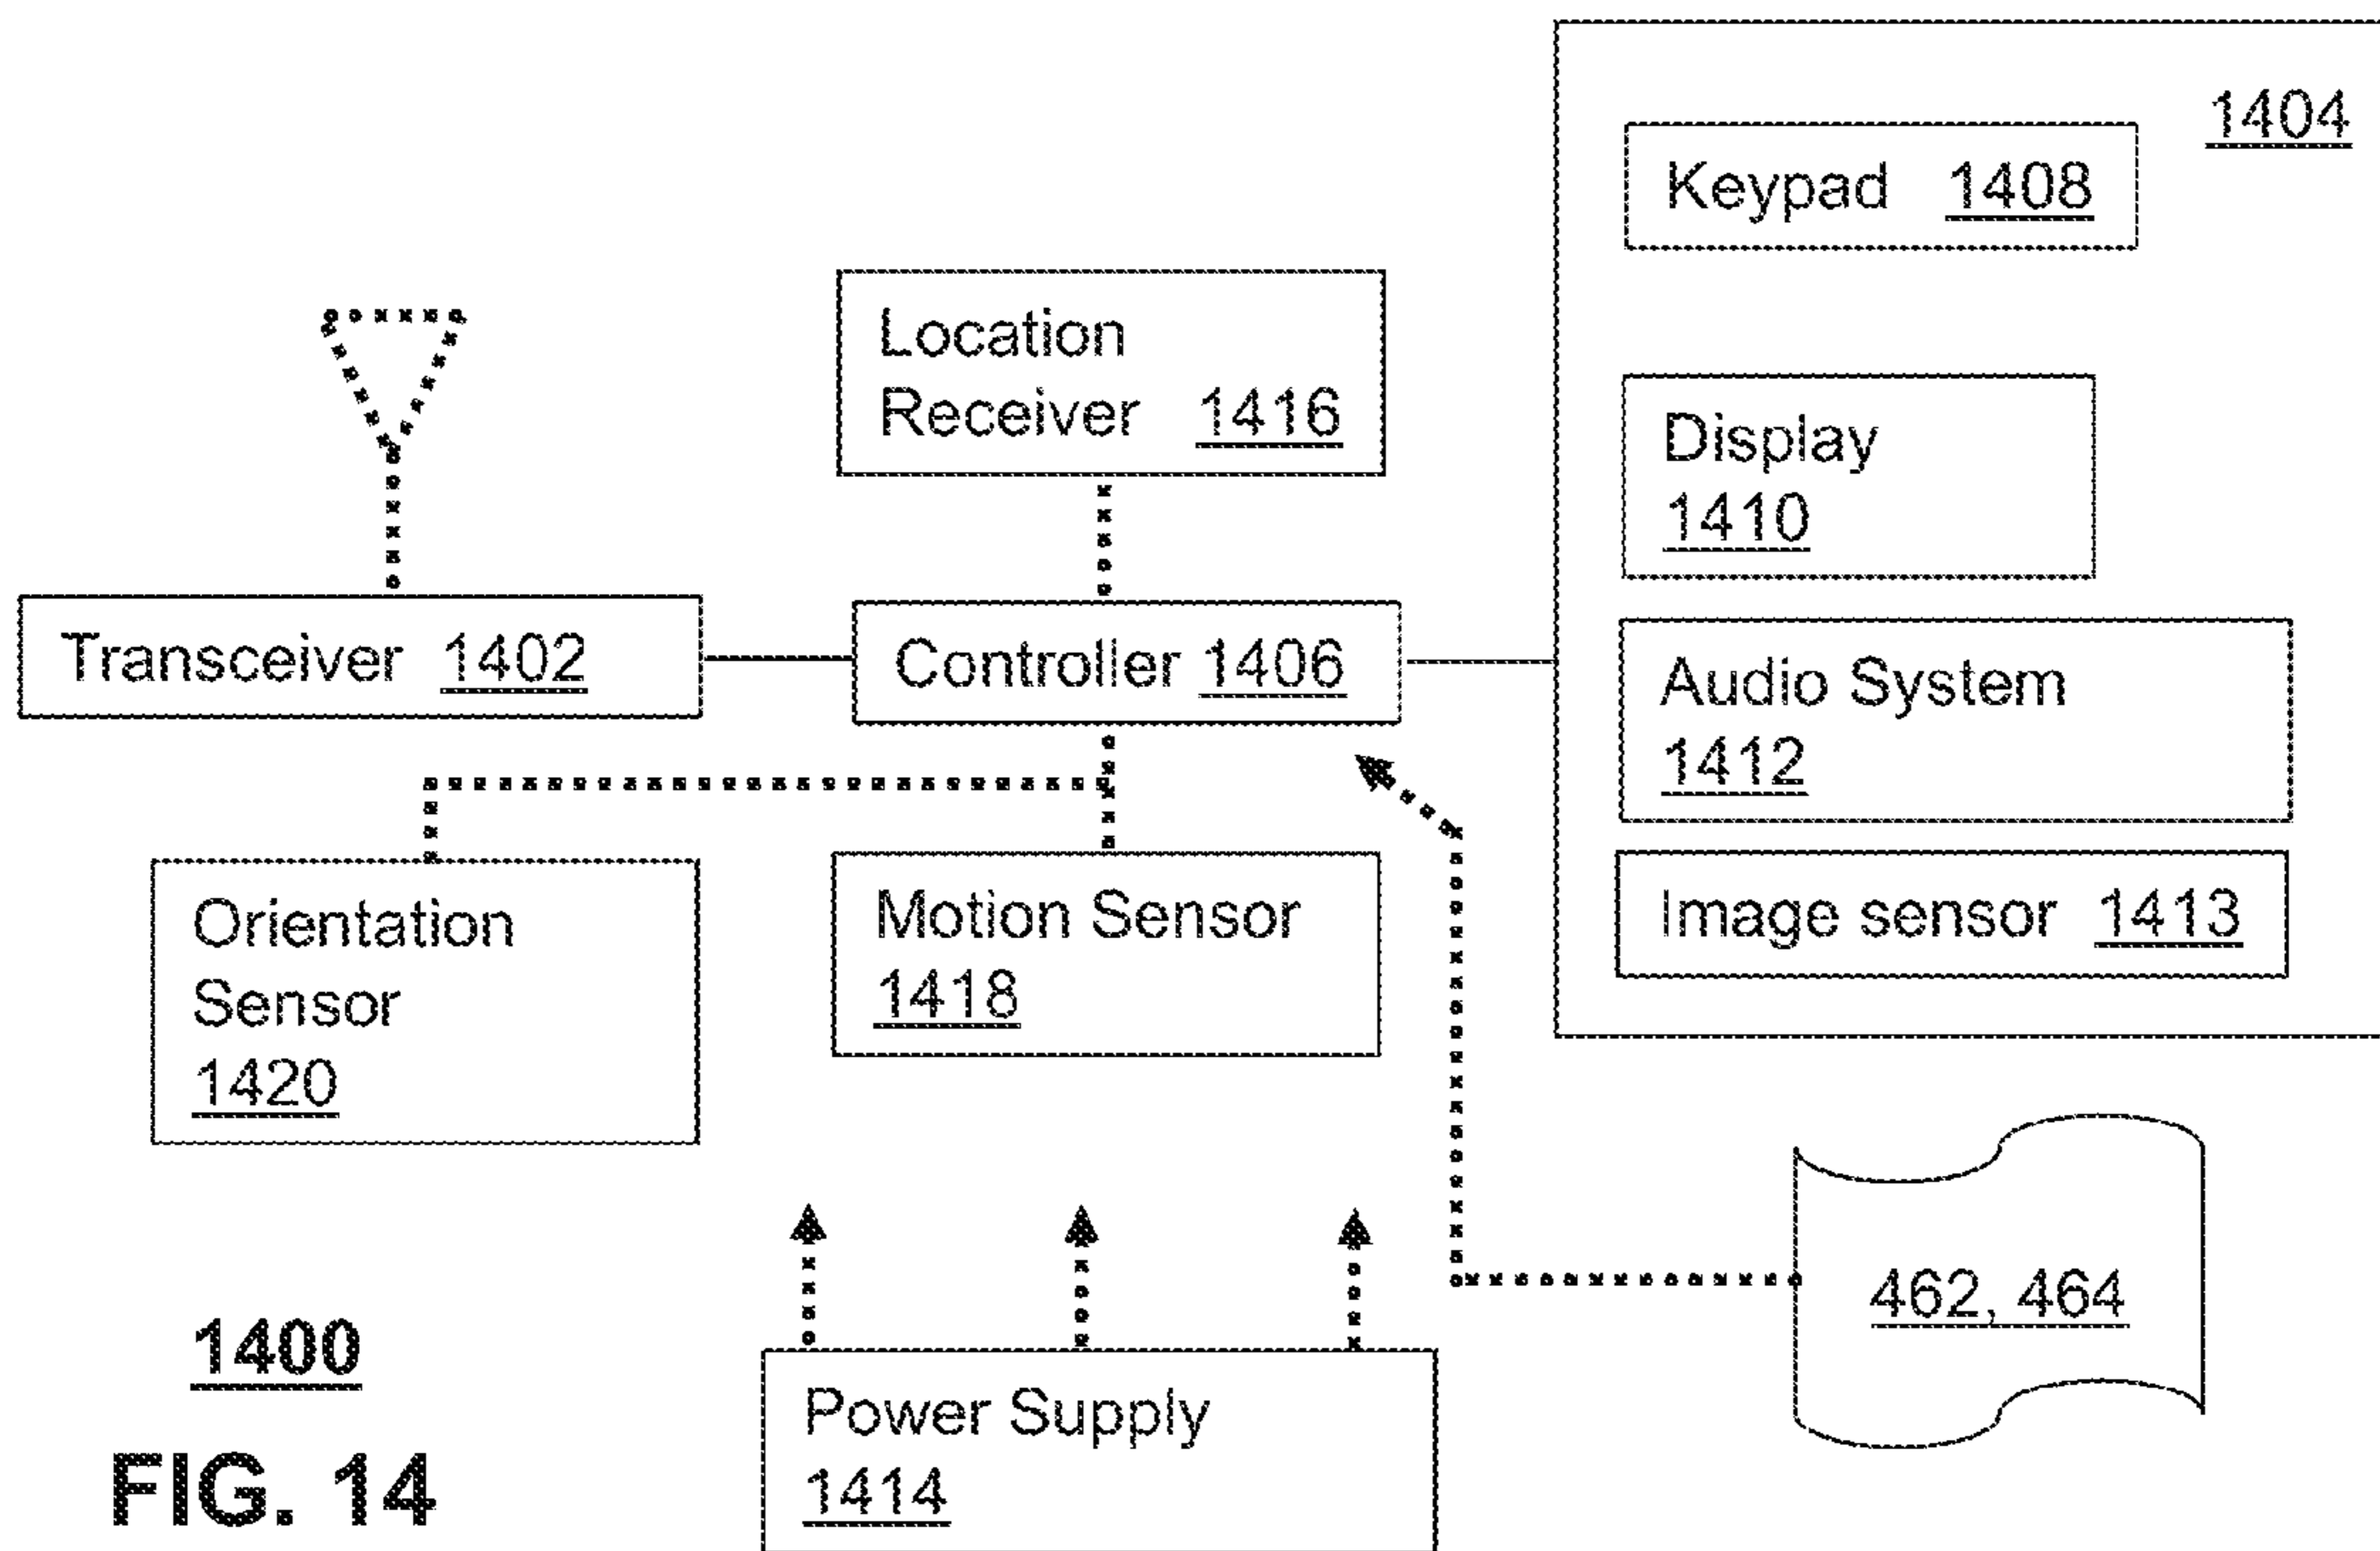 1404
Keypad 1408
Location
Receiver 1416
Display
1410
Transceiver 1402
Controller 1406
Audio System
1412
Orientation
Sensor
1420
Motion Sensor
1418
Image sensor 1413
462, 464
Power Supply
1414
1400
FIG. 14